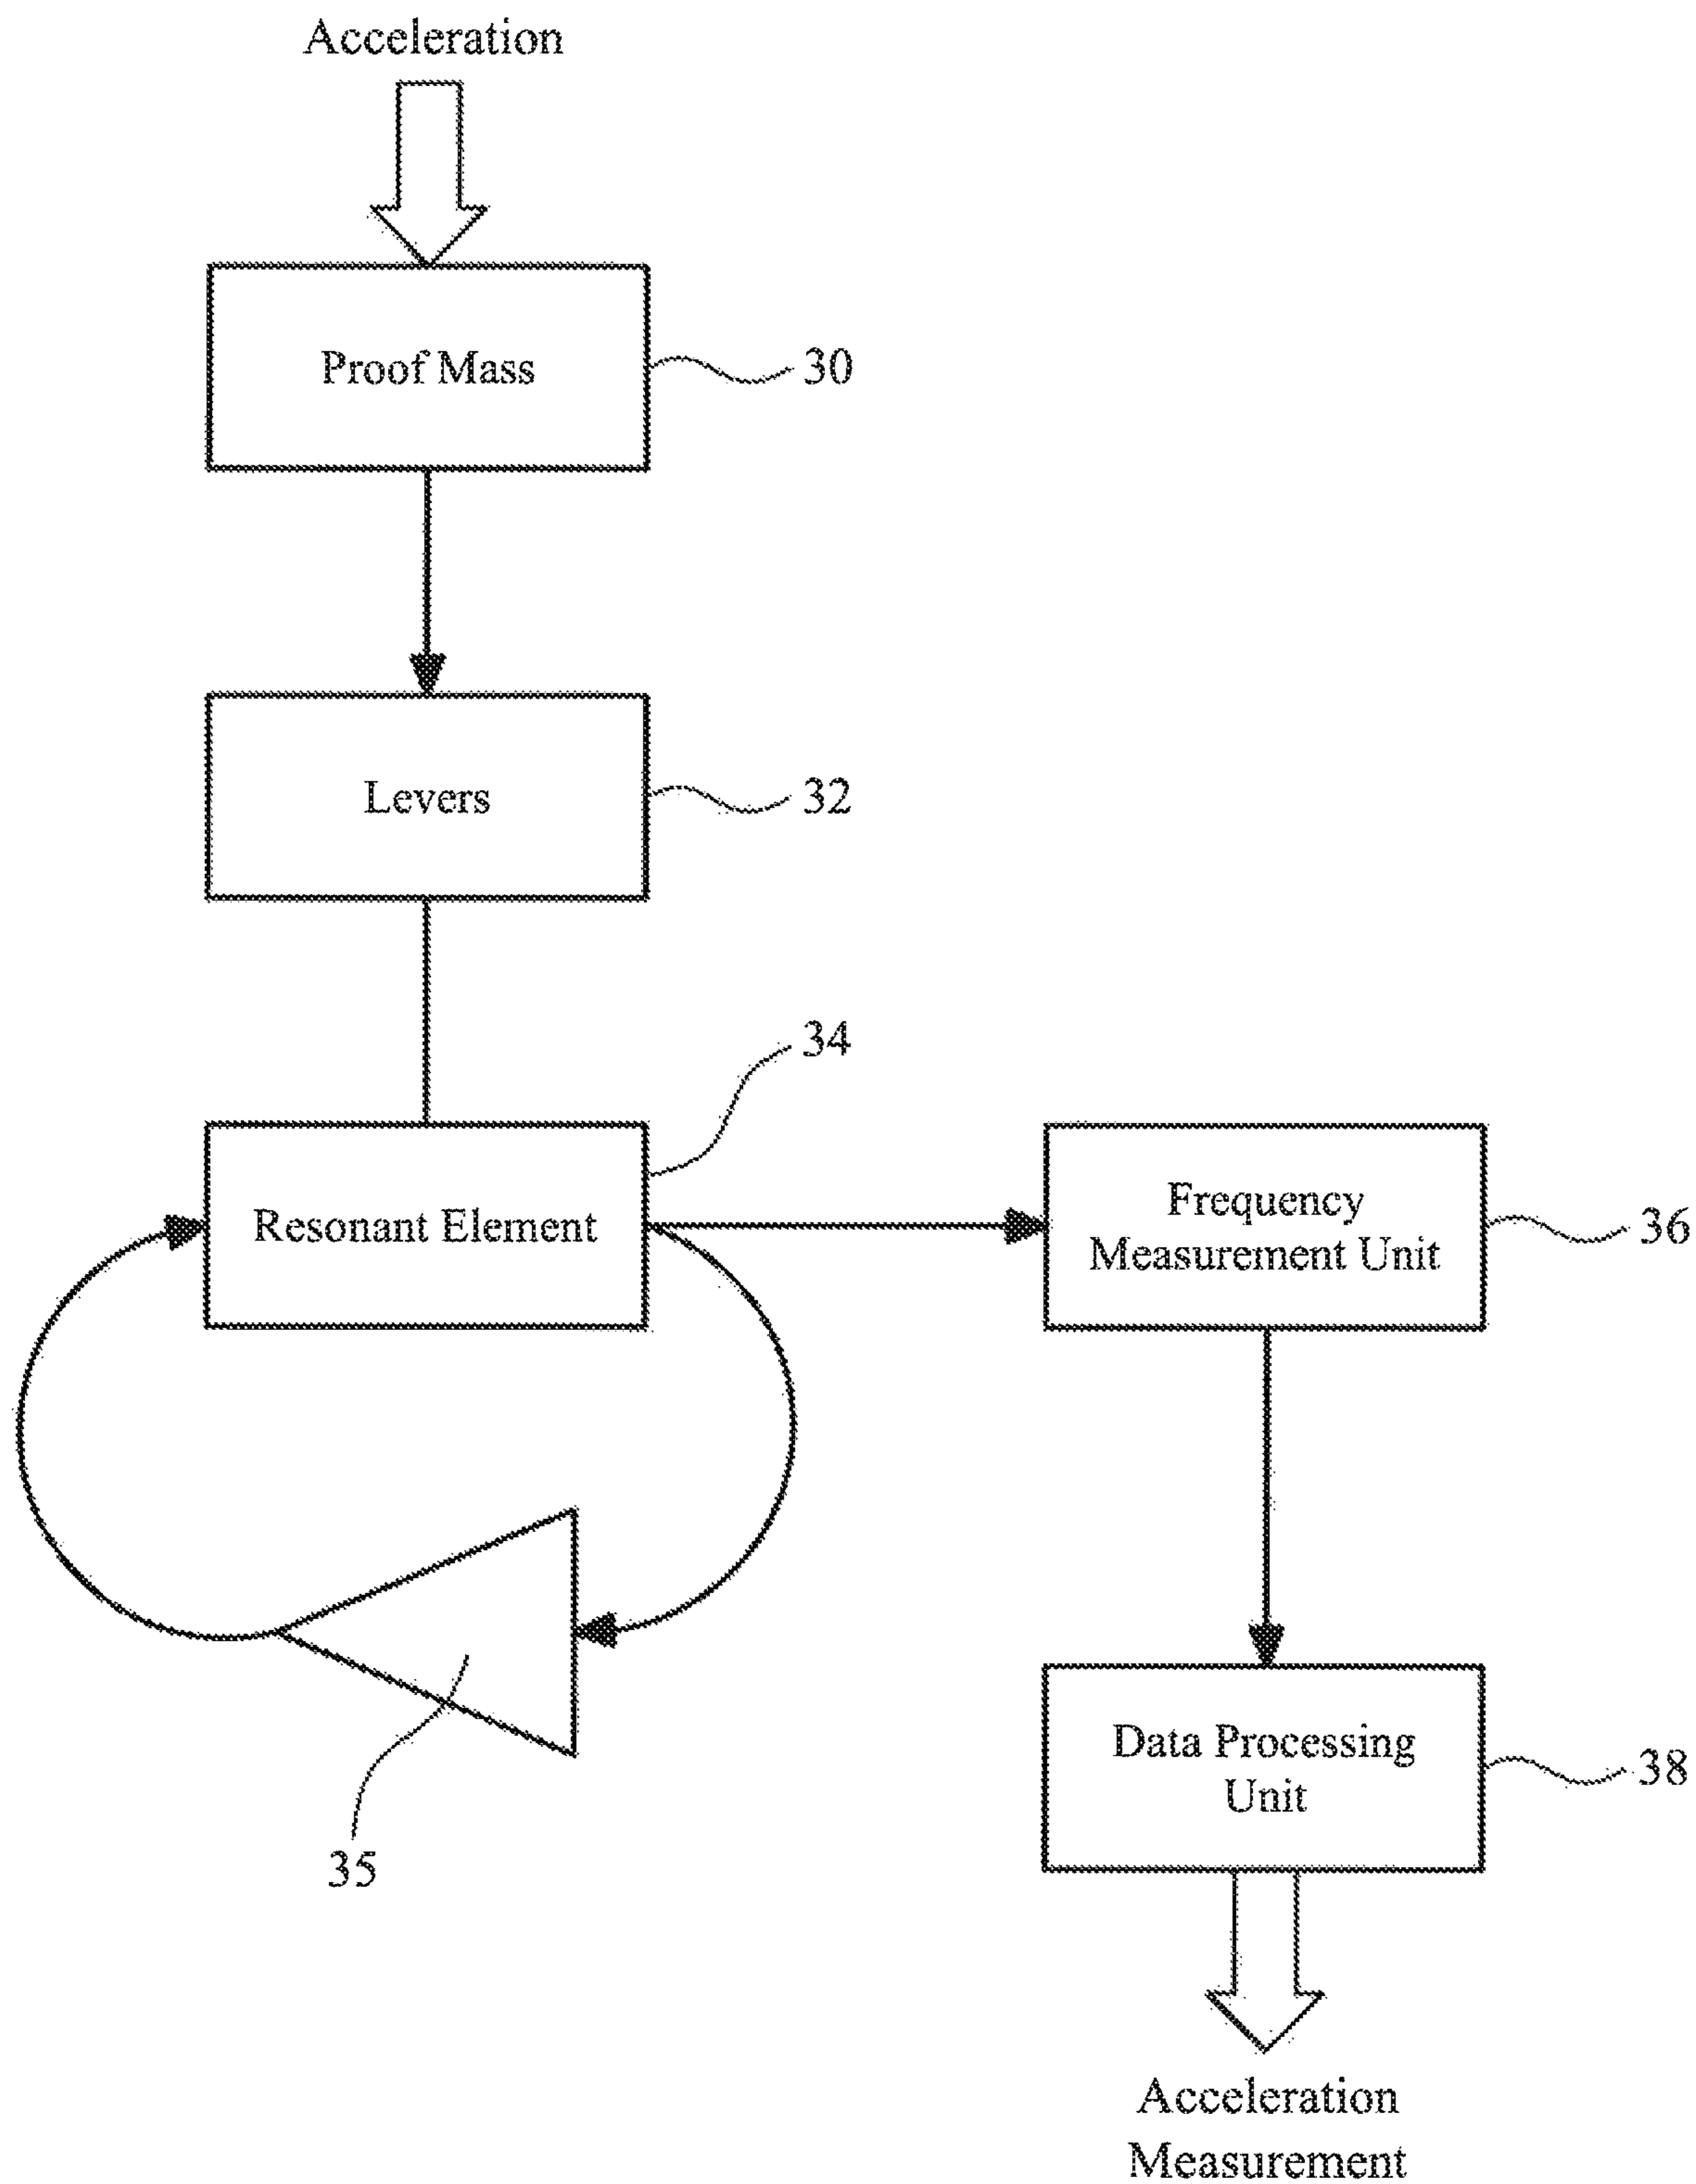 Acceleration
Proof Mass
30
Levers
32
34
Resonant Element
Frequency
Measurement Unit
36
Data Processing
Unit
38
35
Acceleration
Measurement